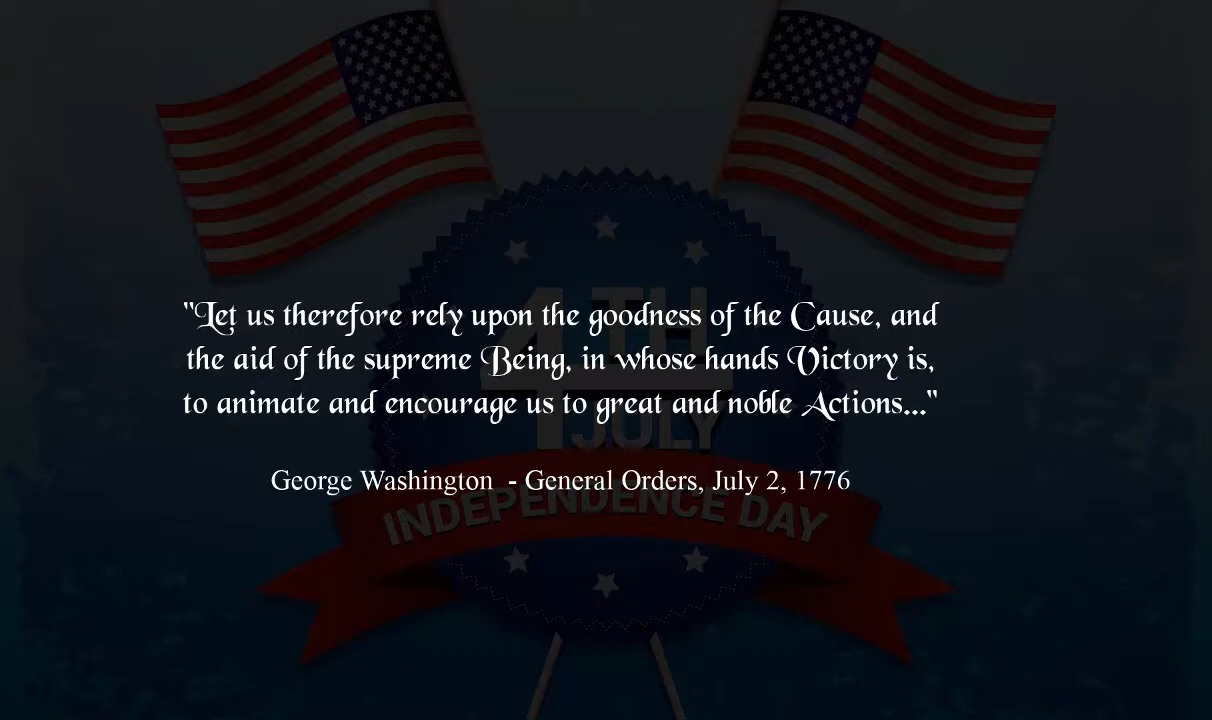 4TH
JULY
INDEPENDENCE DAY
"Let us therefore rely upon the goodness of the Cause, and
the aid of the supreme Being, in whose hands Victory is,
to animate and encourage us to great and noble Actions..."
George Washington - General Orders, July 2, 1776